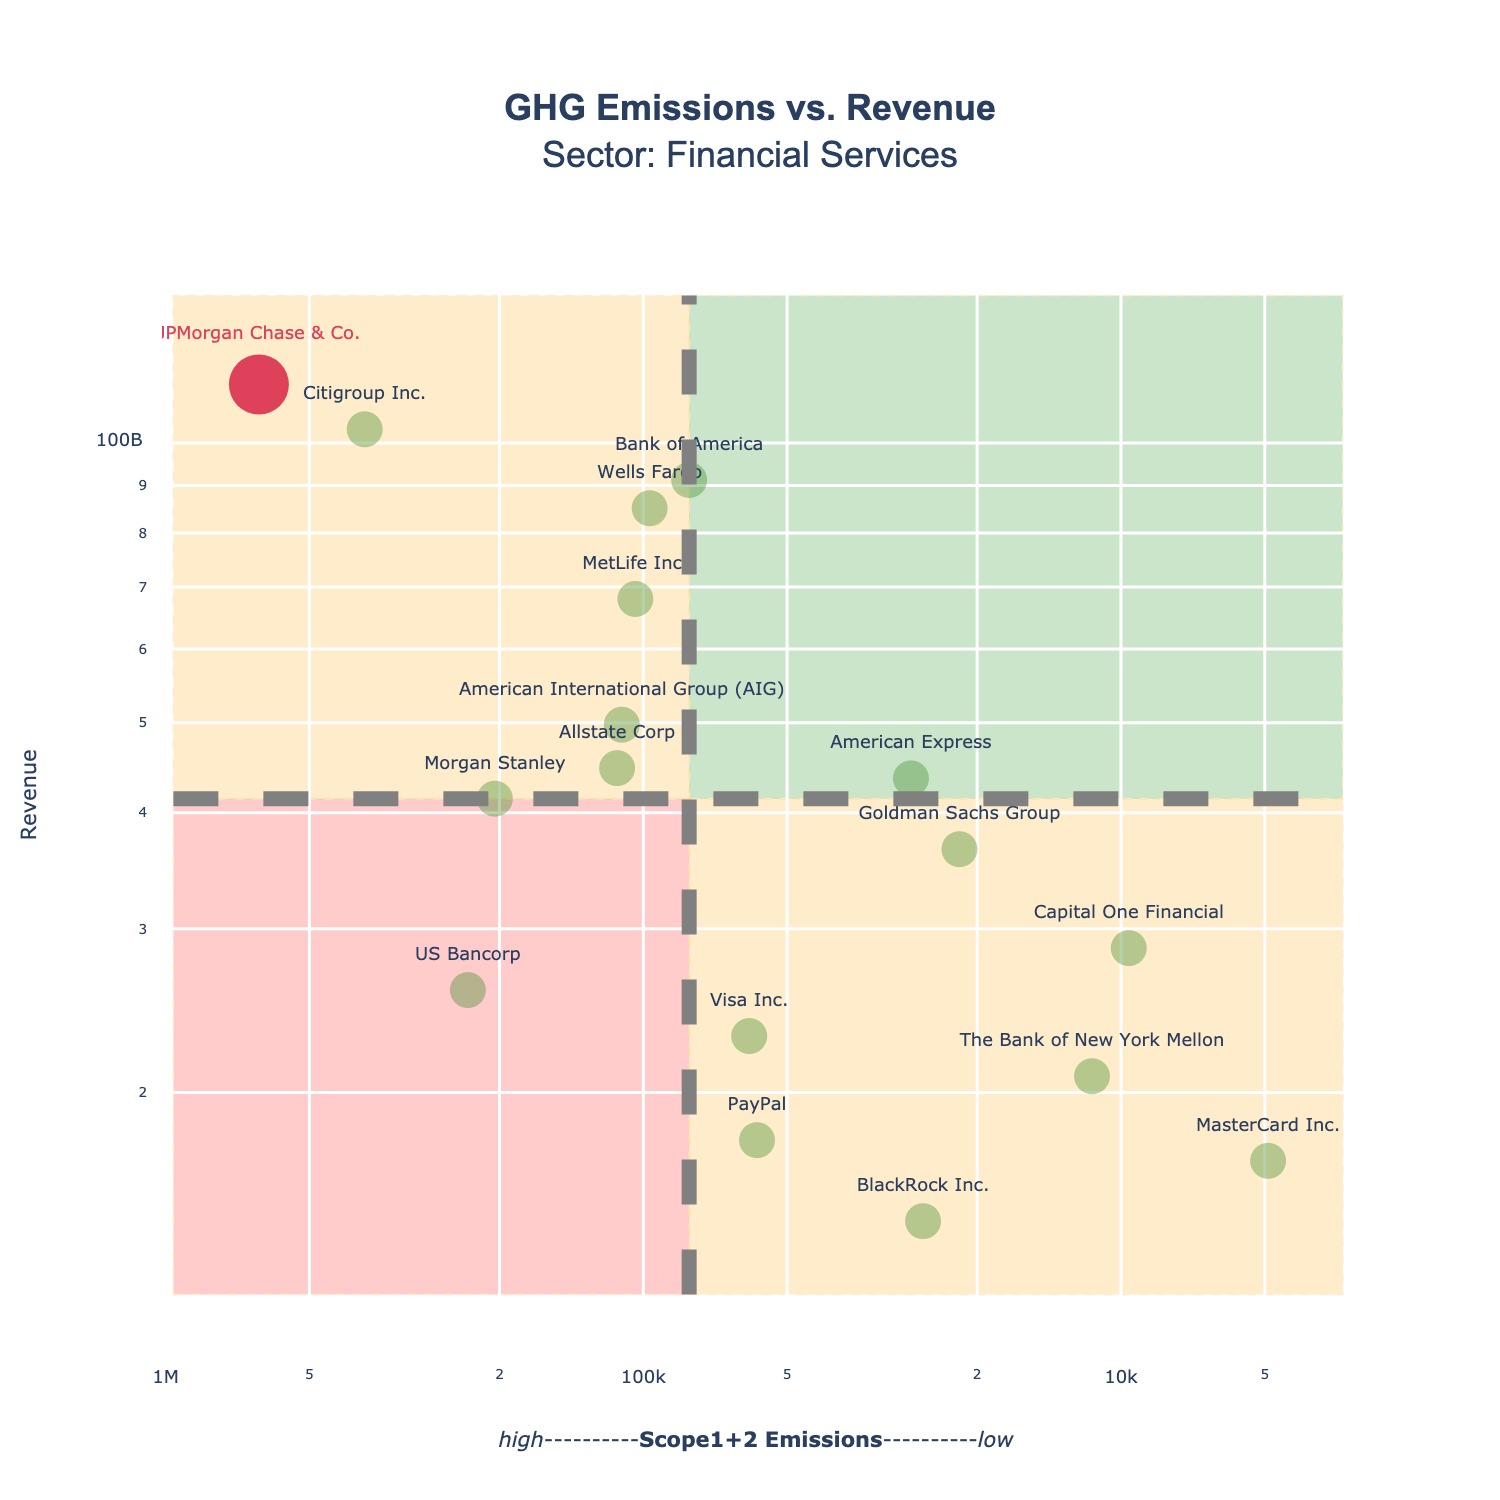 GHG Emissions vs. Revenue
Sector: Financial Services
JPMorgan Chase & Co.
Citigroup Inc.
100B
Bank of America
Wells Fargo
9
8
MetLife Inc
7
6
American International Group (AIG)
5
Allstate Corp
American Express
Morgan Stanley
4
Goldman Sachs Group
Capital One Financial
3
US Bancorp
Visa Inc.
The Bank of New York Mellon
2
PayPal
MasterCard Inc.
BlackRock Inc.
Revenue
1M 5 2 100k 5 2 10k 5
high----------Scope1+2 Emissions----------low